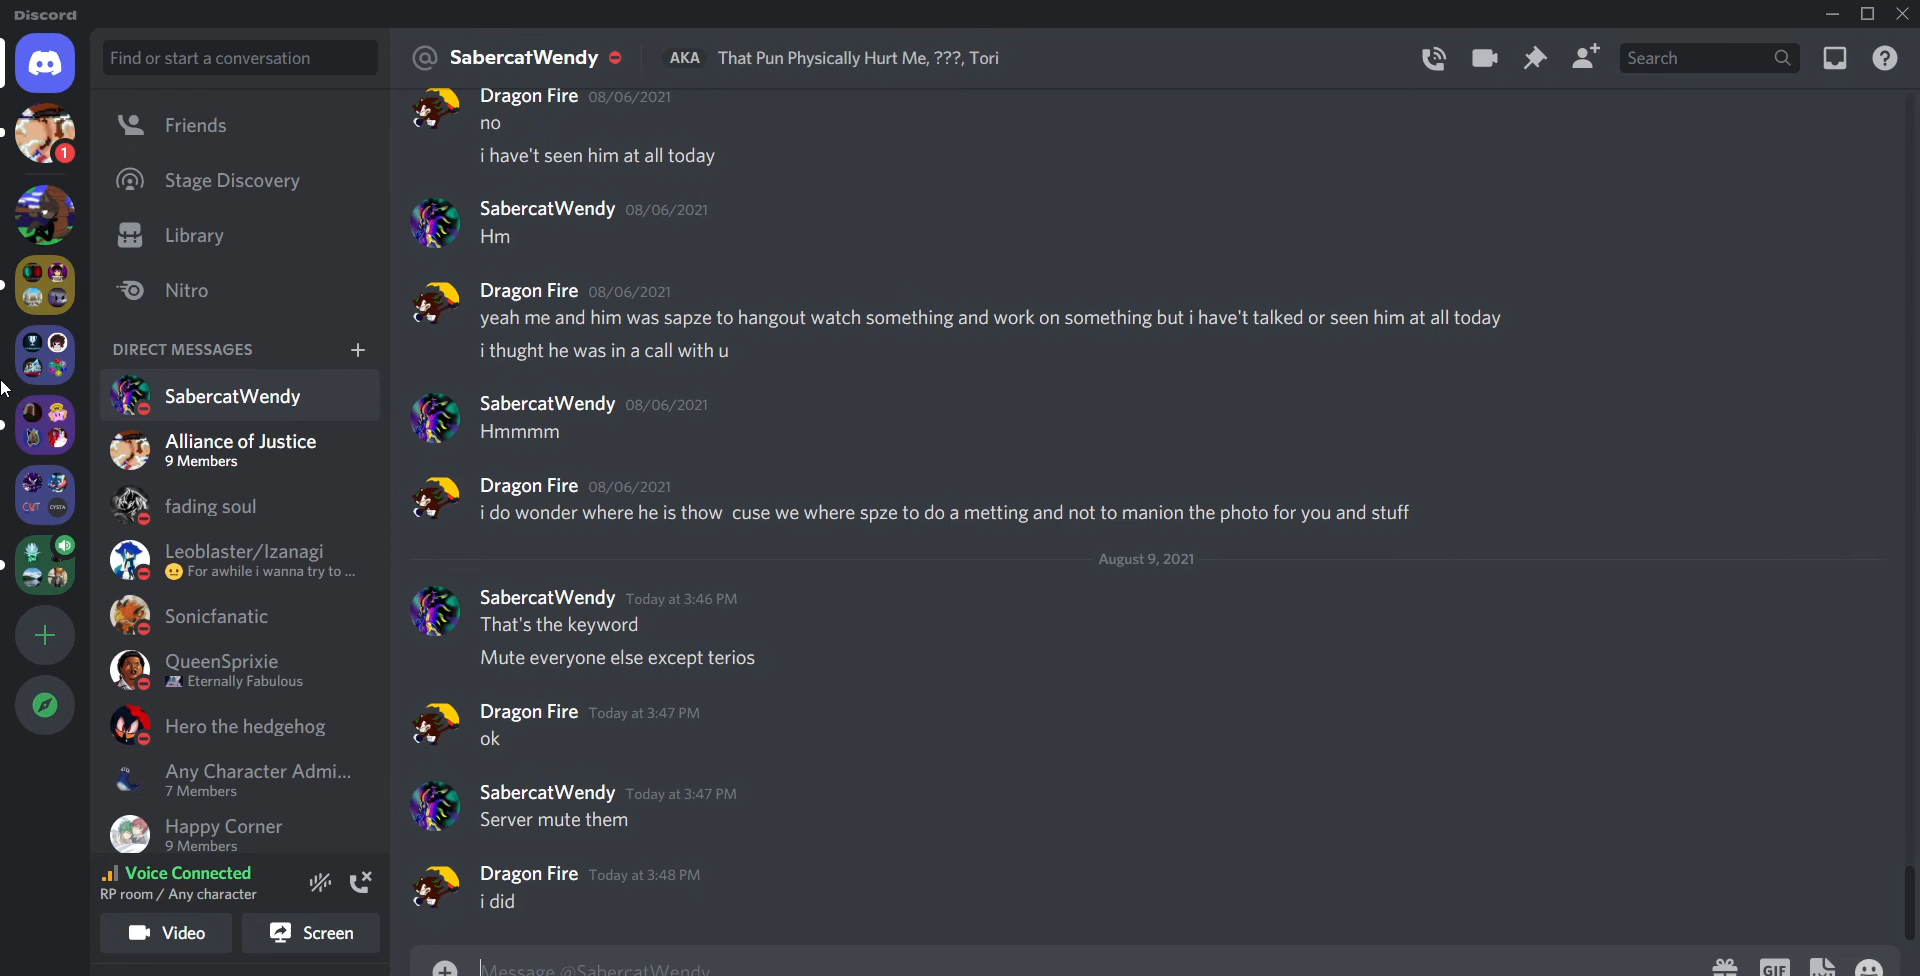 Discord
Find or start a conversation
SabercatWendy
AKA That Pun Physically Hurt Me, ???, Tori
Search
1
Friends
Stage Discovery
Library
Nitro
DIRECT MESSAGES
SabercatWendy
Alliance of Justice
9 Members
fading soul
Leoblaster/Izanagi
For awhile i wanna try to ...
Sonicfanatic
QueenSprixie
Eternally Fabulous
Hero the hedgehog
Any Character Admi...
7 Members
Happy Corner
9 Members
Voice Connected
RP room / Any character
Video
Screen
Dragon Fire 08/06/2021
no
i have't seen him at all today
SabercatWendy 08/06/2021
Hm
Dragon Fire 08/06/2021
yeah me and him was sapze to hangout watch something and work on something but i have't talked or seen him at all today
i thught he was in a call with u
SabercatWendy 08/06/2021
Hmmmm
Dragon Fire 08/06/2021
i do wonder where he is thow cuse we where spze to do a metting and not to manion the photo for you and stuff
August 9, 2021
SabercatWendy Today at 3:46 PM
That's the keyword
Mute everyone else except terios
Dragon Fire Today at 3:47 PM
ok
SabercatWendy Today at 3:47 PM
Server mute them
Dragon Fire Today at 3:48 PM
i did
Message @SabercatWendy
GIF